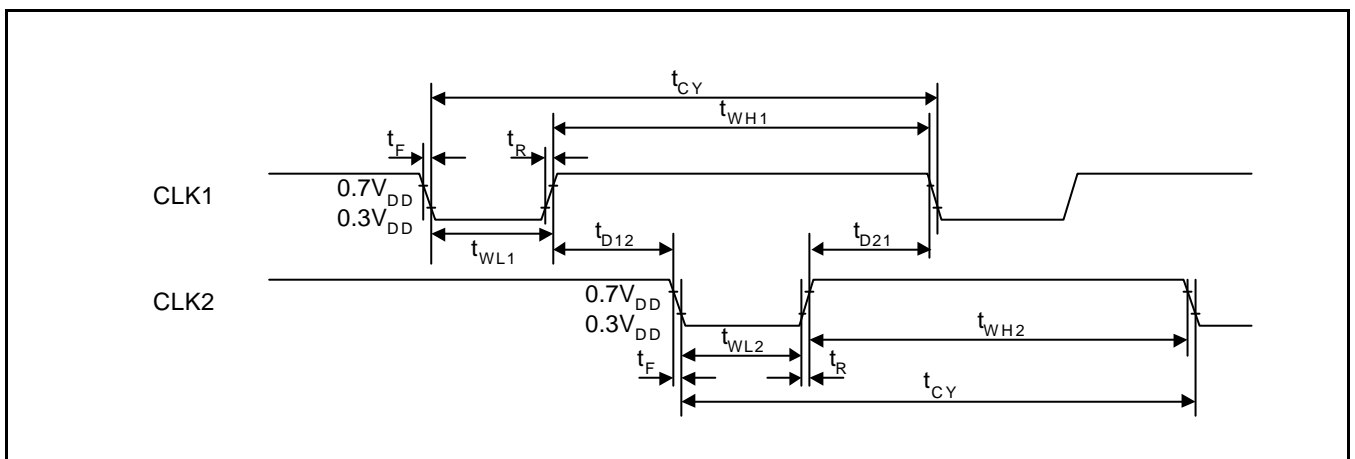 tCY
tWH1
tF
tR
CLK1
0.7VDD
0.3VDD
tWL1
tD12
tD21
CLK2
0.7VDD
0.3VDD
tWL2
tWH2
tF
tR
tCY